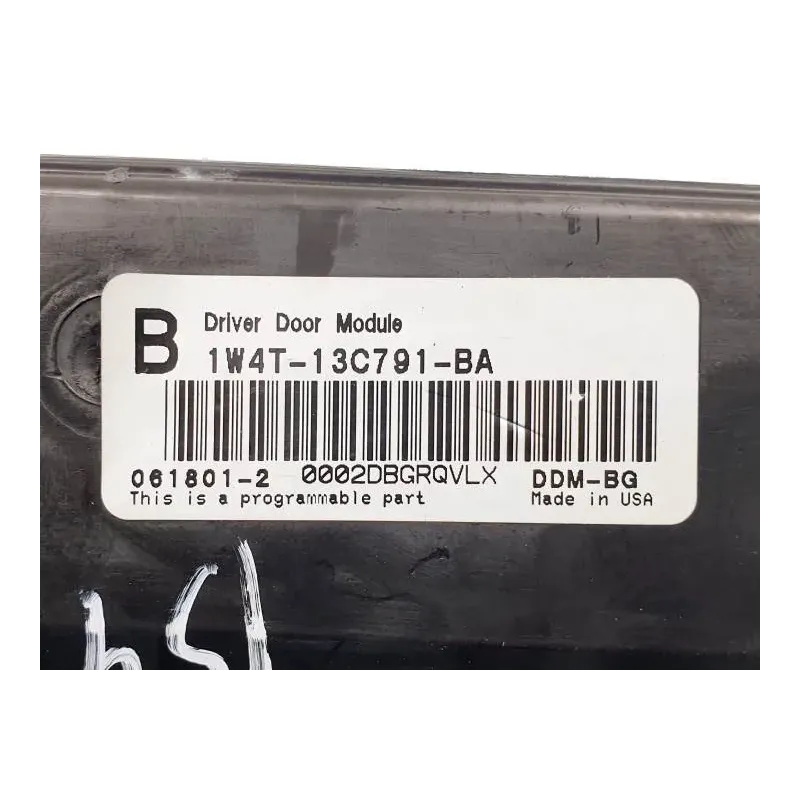 B Driver Door Module
1W4T-13C791-BA
061801-2 0002DBGRQVLX DDM-BG
This is a programmable part Made in USA